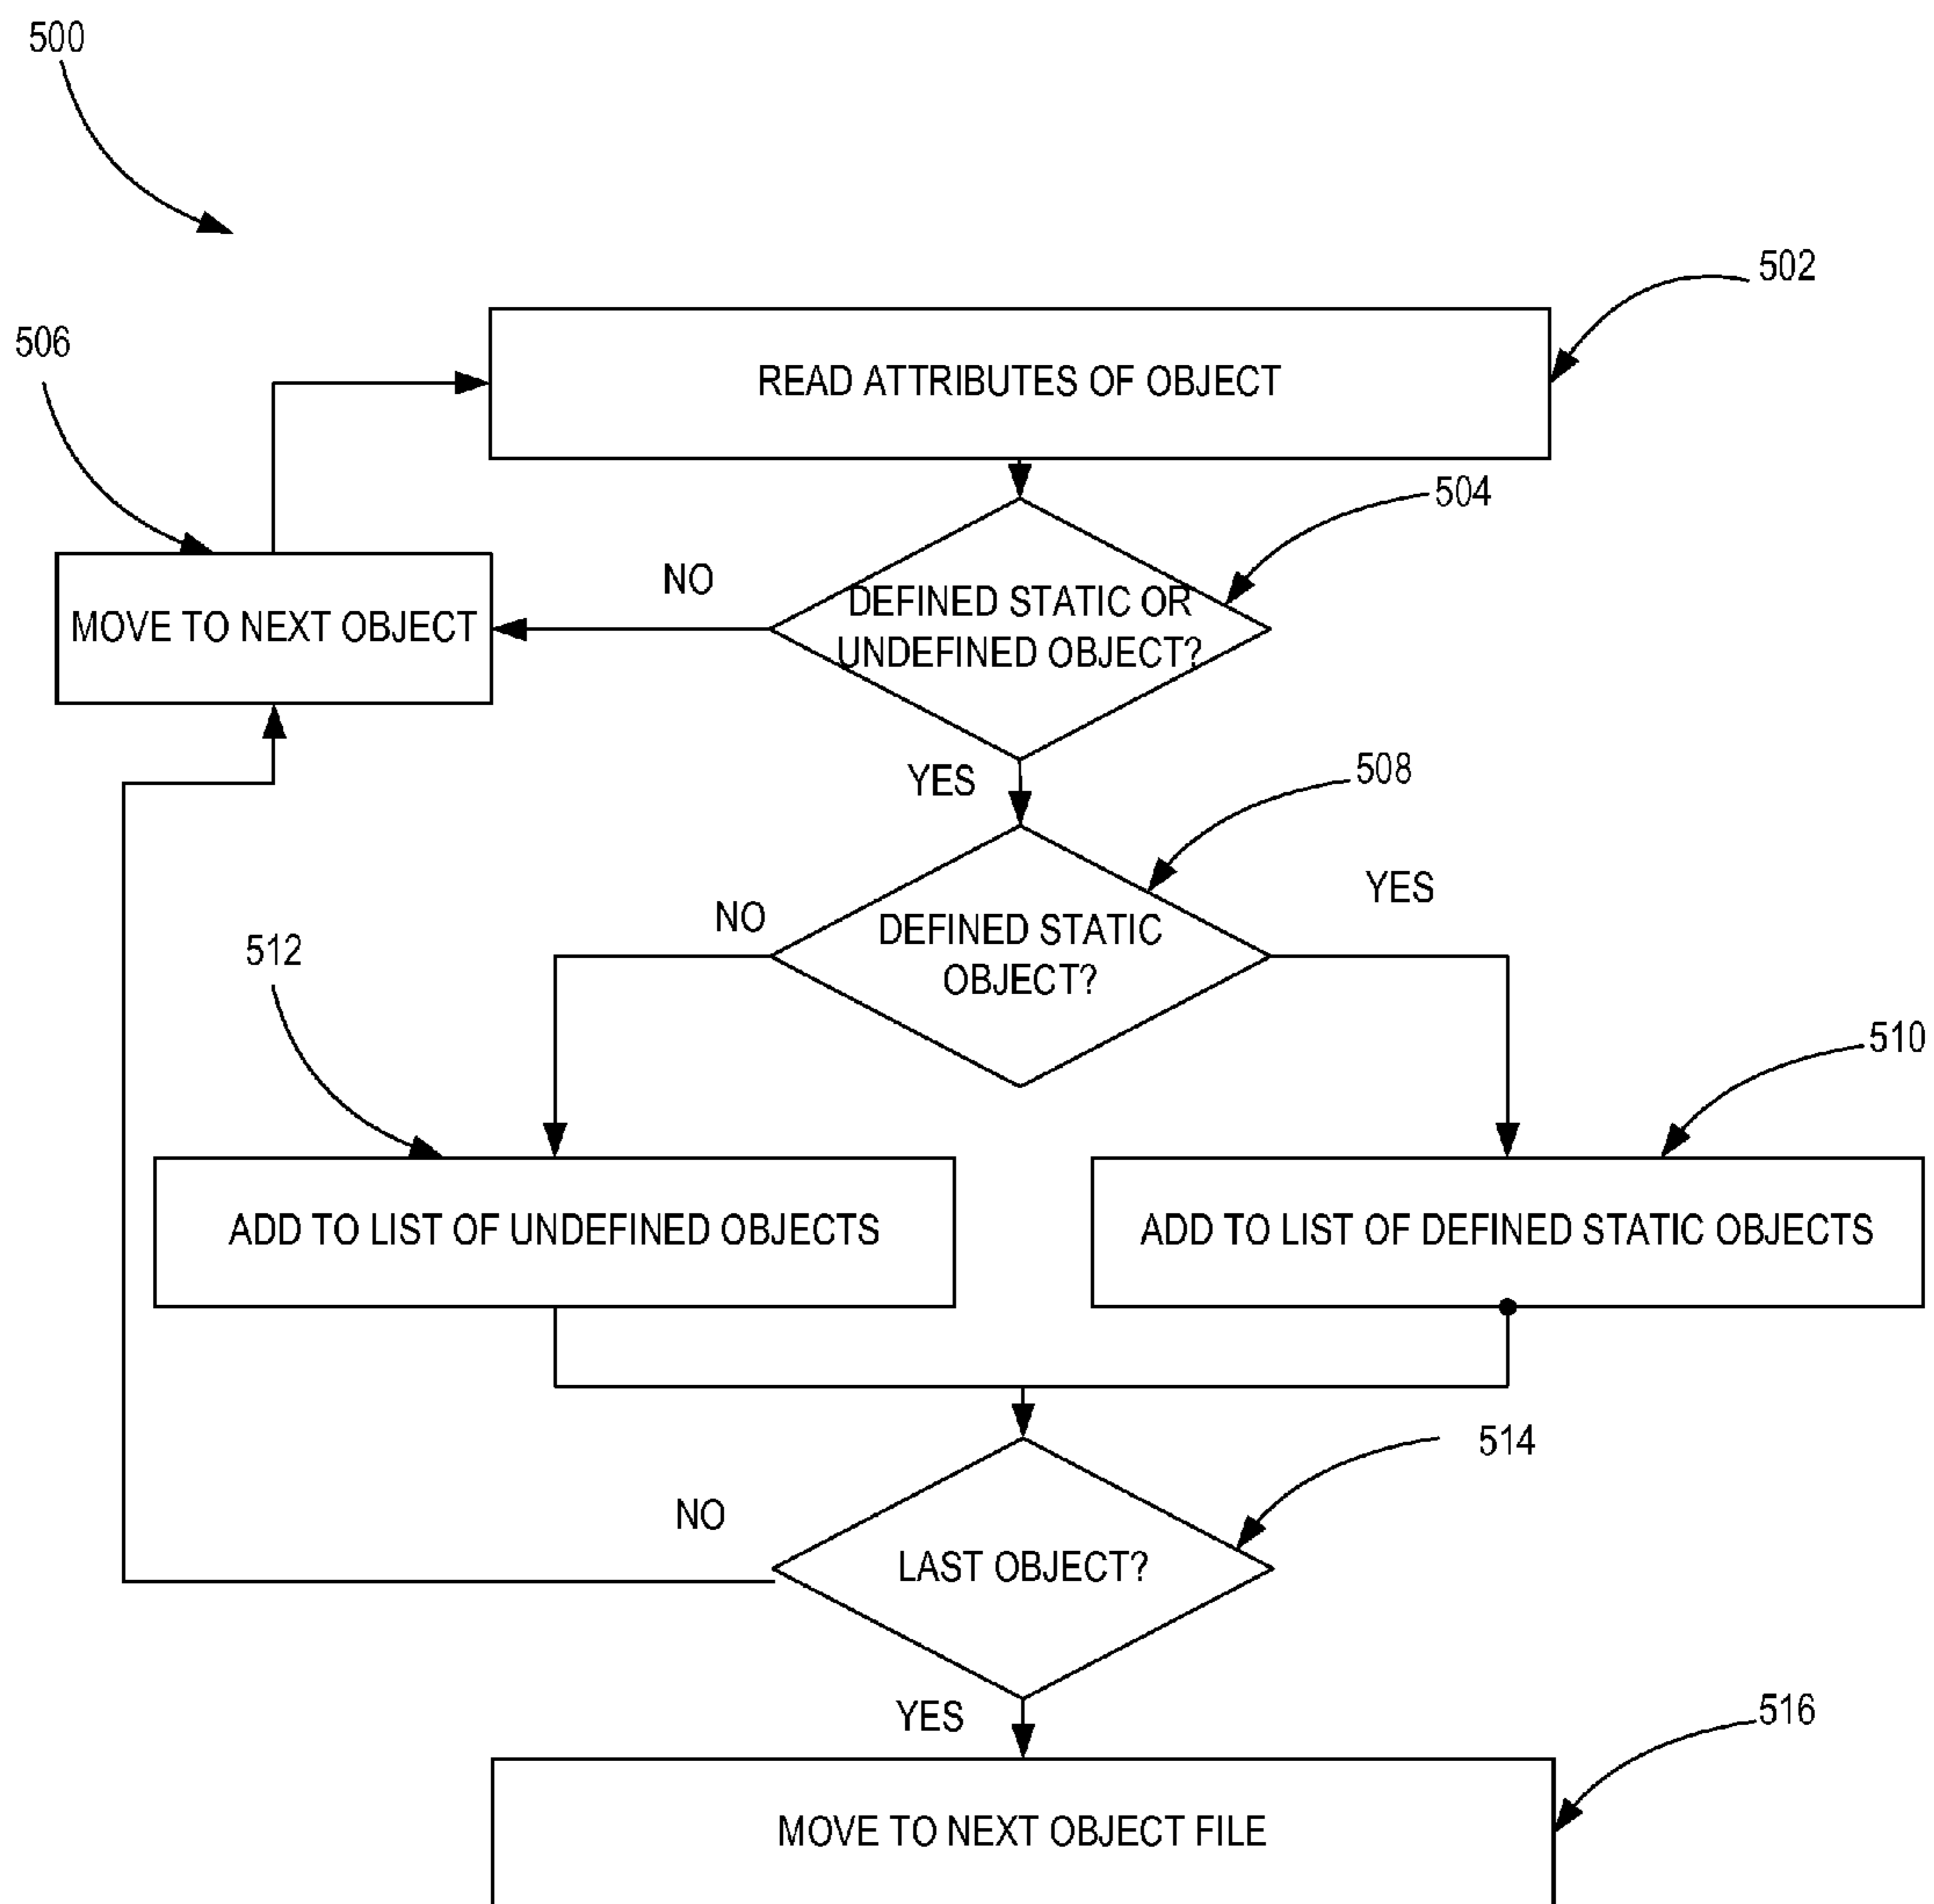 500
502
506
READ ATTRIBUTES OF OBJECT
504
NO
DEFINED STATIC OR
UNDEFINED OBJECT?
MOVE TO NEXT OBJECT
YES
508
NO
YES
DEFINED STATIC
OBJECT?
512
510
ADD TO LIST OF UNDEFINED OBJECTS
ADD TO LIST OF DEFINED STATIC OBJECTS
514
NO
LAST OBJECT?
YES
516
MOVE TO NEXT OBJECT FILE